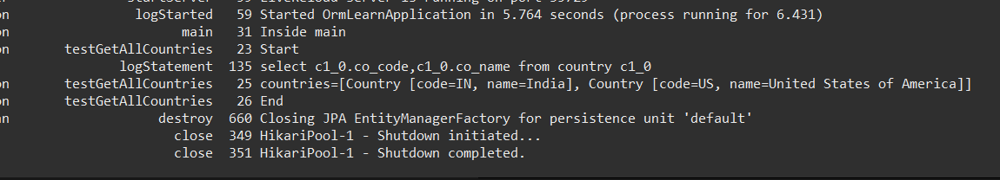 logStarted 59 Started OrmLearnApplication in 5.764 seconds (process running for 6.431)
on main 31 Inside main
on testGetAllCountries 23 Start
logStatement 135 select c1_0.co_code,c1_0.co_name from country c1_0
on testGetAllCountries 25 countries=[Country [code=IN, name=India], Country [code=US, name=United States of America]]
on testGetAllCountries 26 End
an destroy 660 Closing JPA EntityManagerFactory for persistence unit 'default'
close 349 HikariPool-1 - Shutdown initiated...
close 351 HikariPool-1 - Shutdown completed.